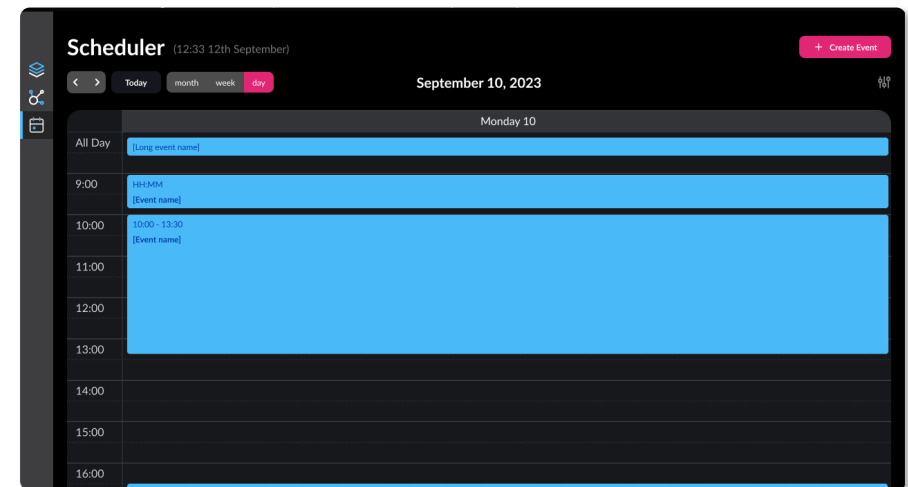 Scheduler (12:33 12th September)
+ Create Event
Today month week day
September 10, 2023
Monday 10
All Day
[Long event name]
9:00
HH:MM
[Event name]
10:00
10:00 - 13:30
[Event name]
11:00
12:00
13:00
14:00
15:00
16:00